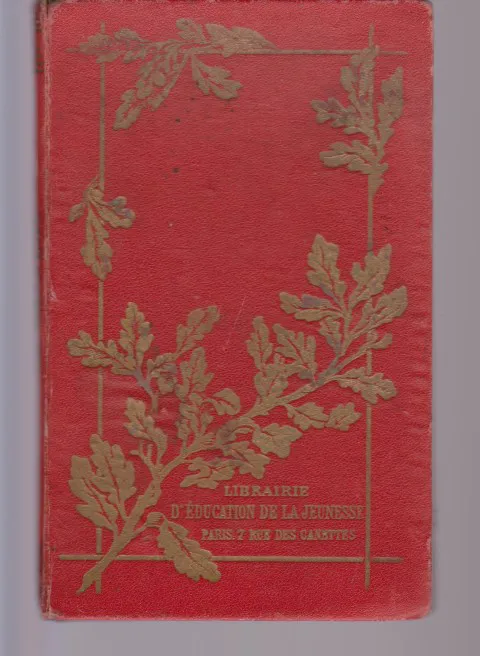 LIBRAIRIE
D'ÉDUCATION DE LA JEUNESSE
PARIS, 7 RUE DES CANETTES